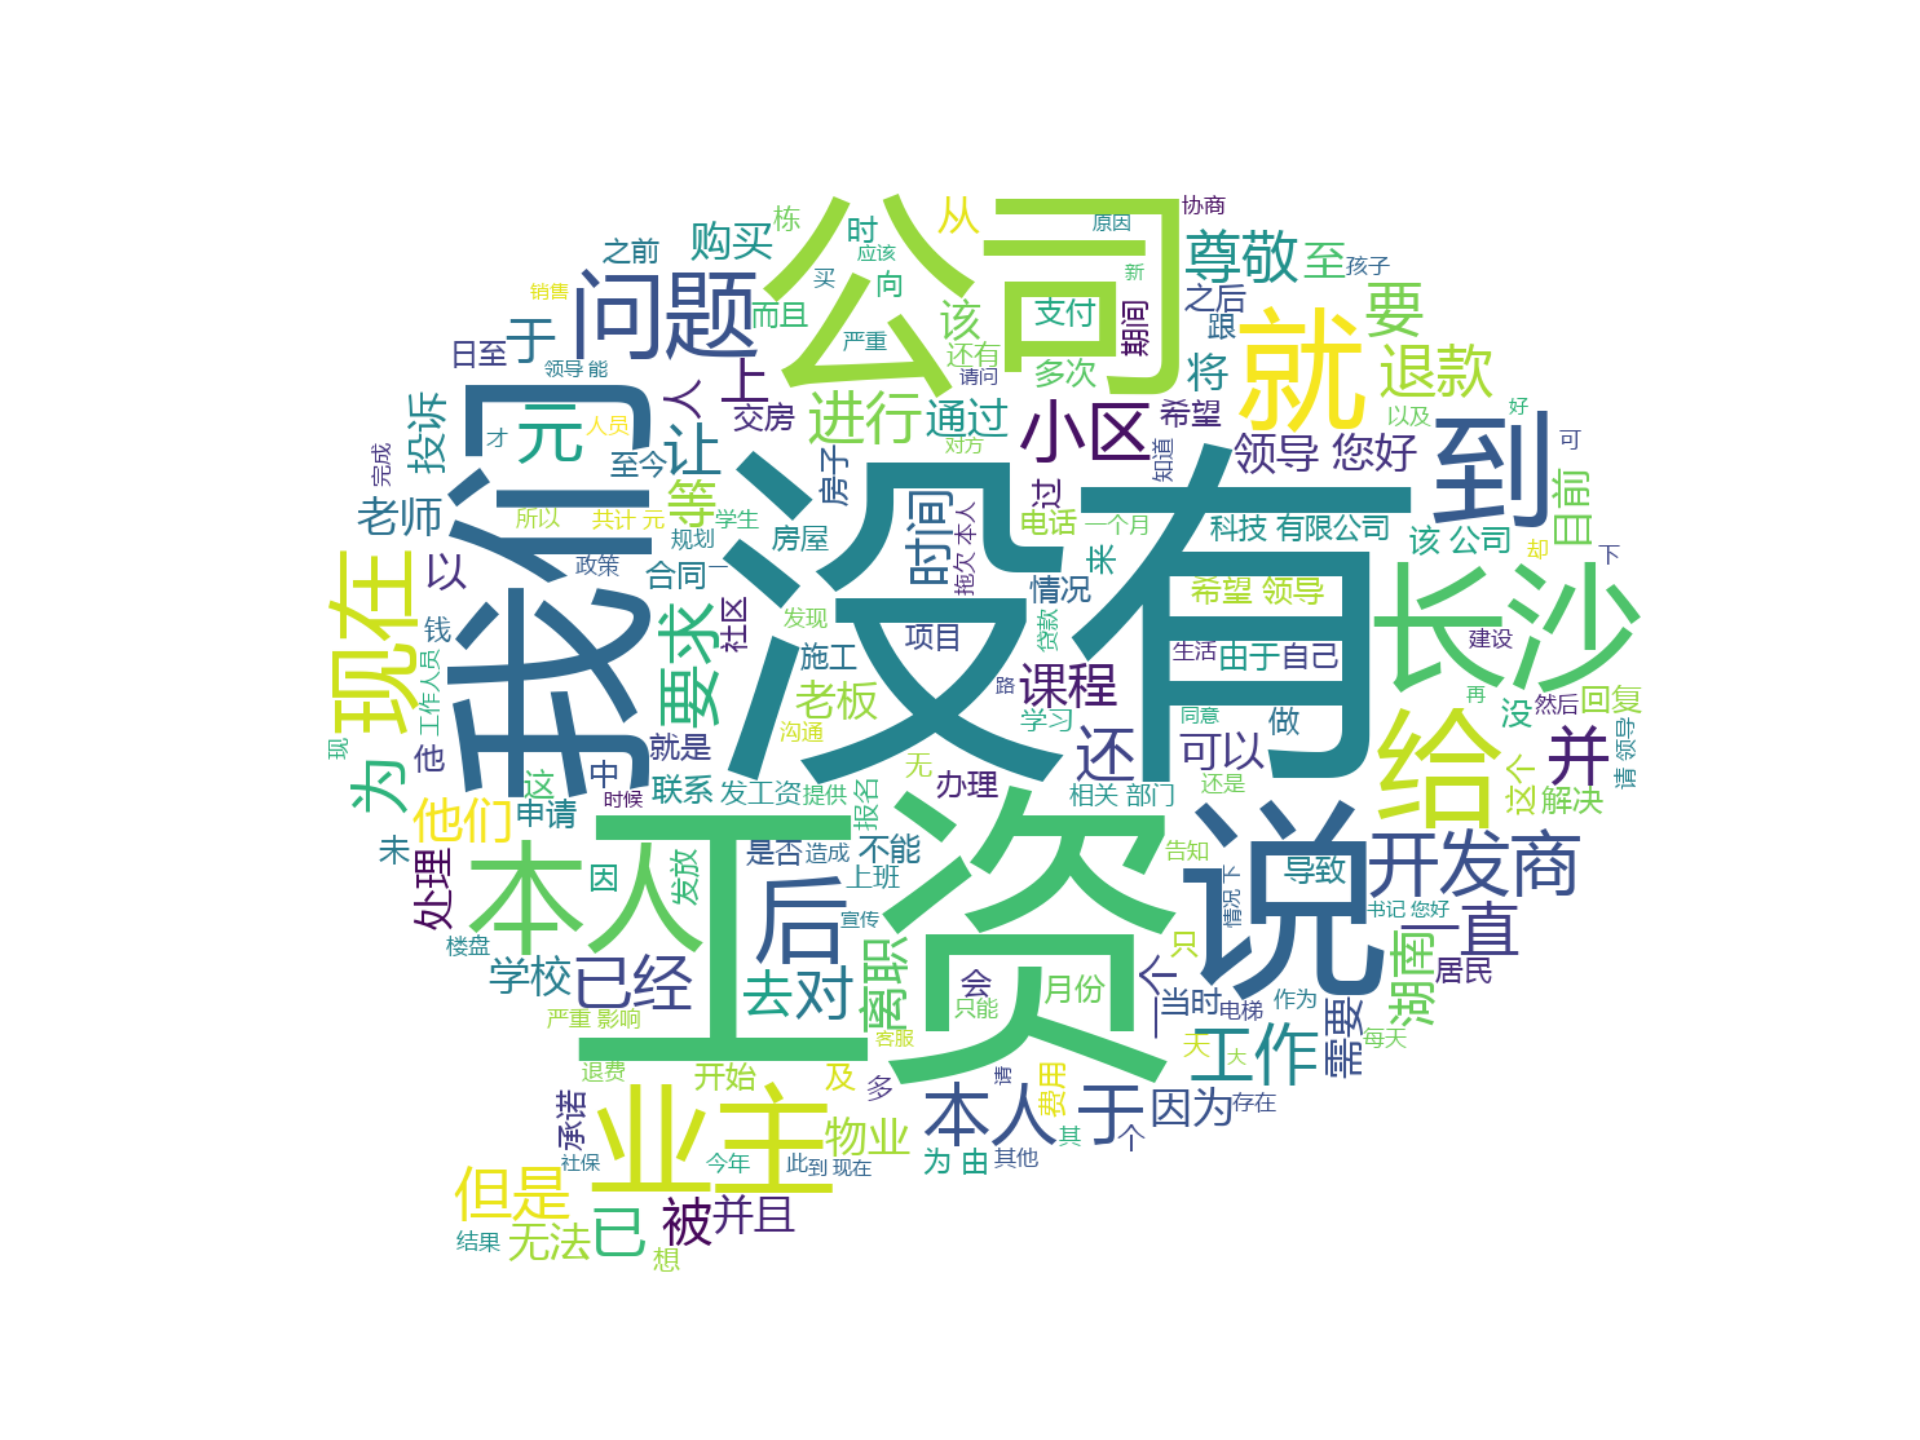 协商
公司
从
原因
栋
时
购买
之前
应该
尊敬
至
孩子
新
买
向
销售
问题
而且
该
支付
期间
之后
跟
要
就
于
日至
严重
还有
请问
多次
将
退款
领导 能
我们
人
上
交房
进行
通过
小区
希望
以及
好
到
投诉
元
人员
才
让
至今
房子
对方
知道
领导 您好
可
完成
老师
所以
共计 元
等
学生
没有
时间
拖欠 本人
过
电话
一个月
科技 有限公司
该 公司
目前
却
下
规划
房屋
来
现在
以
政策
合同
一
情况
希望 领导
长沙
钱
要求
社区
发现
项目
贷款
建设
工作人员
施工
生活
由于
自己
老板
课程
路
学习
同意
做
再
没
然后
回复
现
他
就是
沟通
还
可以
给
并
请 领导
为
这
中
联系
发工资
提供
报名
无
办理
相关 部门
还是
这个
解决
时候
他们
申请
工资
说
未
处理
本人
因
发放
是否
造成
不能
上班
告知
导致
开发商
情况 下
后
宣传
书记 您好
一直
楼盘
学校
已经
去
对
离职
会
月份
只
一个
只能
湖南
居民
当时
电梯
作为
严重 影响
客服
工作
天
大
需要
每天
退费
开始
及
多
请
费用
业主
本人
于
因为
存在
承诺
物业
其
个
社保
今年
此
到 现在
为 由
其他
但是
已
被
并且
结果
无法
想